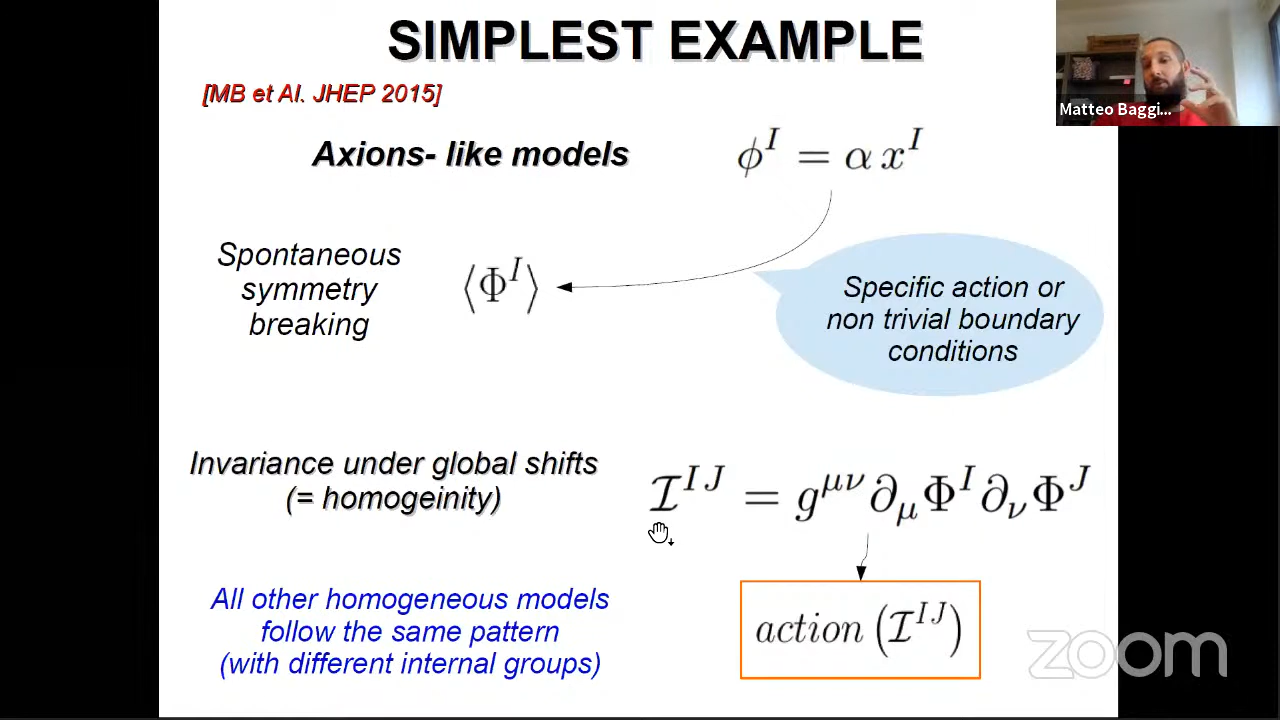 SIMPLEST EXAMPLE
[MB et Al. JHEP 2015]
Matteo Baggi...
Axions- like models
ϕ^I = α x^I
Spontaneous
symmetry
breaking
⟨Φ^I⟩
Specific action or
non trivial boundary
conditions
Invariance under global shifts
(= homogeinity)
ℐ^{IJ} = g^{μν} ∂_μ Φ^I ∂_ν Φ^J
All other homogeneous models
follow the same pattern
(with different internal groups)
action (ℐ^{IJ})
zoom